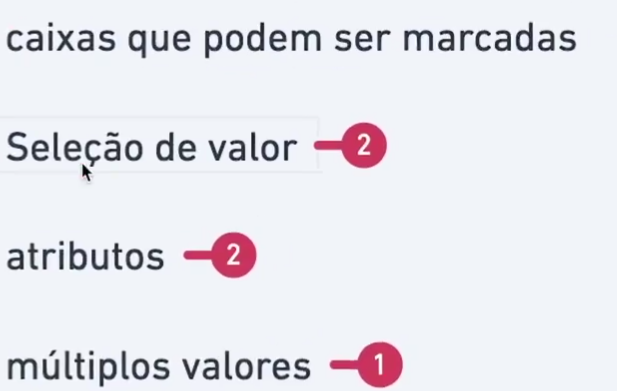 caixas que podem ser marcadas
Seleção de valor 2
atributos 2
múltiplos valores 1